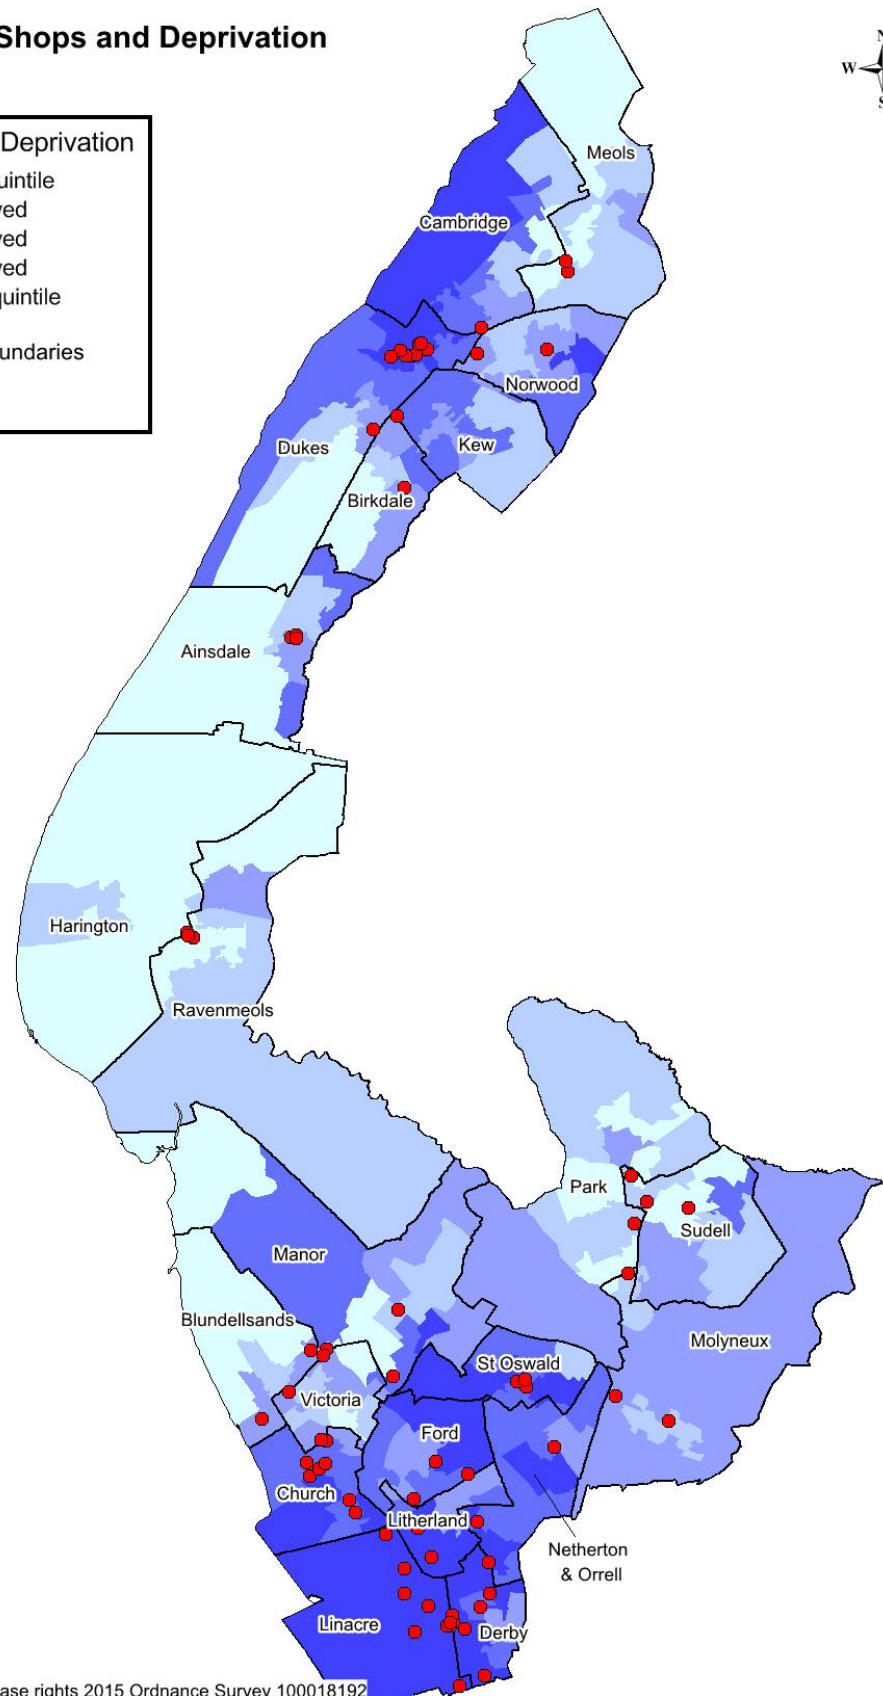 Shops and Deprivation
N
W
S
Deprivation
uintile
ved
ved
ved
quintile
undaries
Meols
Cambridge
Norwood
Dukes
Kew
Birkdale
Ainsdale
Harington
Ravenmeols
Park
Sudell
Manor
Blundellsands
Molyneux
St Oswald
Victoria
Ford
Church
Litherland
Netherton
& Orrell
Linacre
Derby
ase rights 2015 Ordnance Survey 100018192